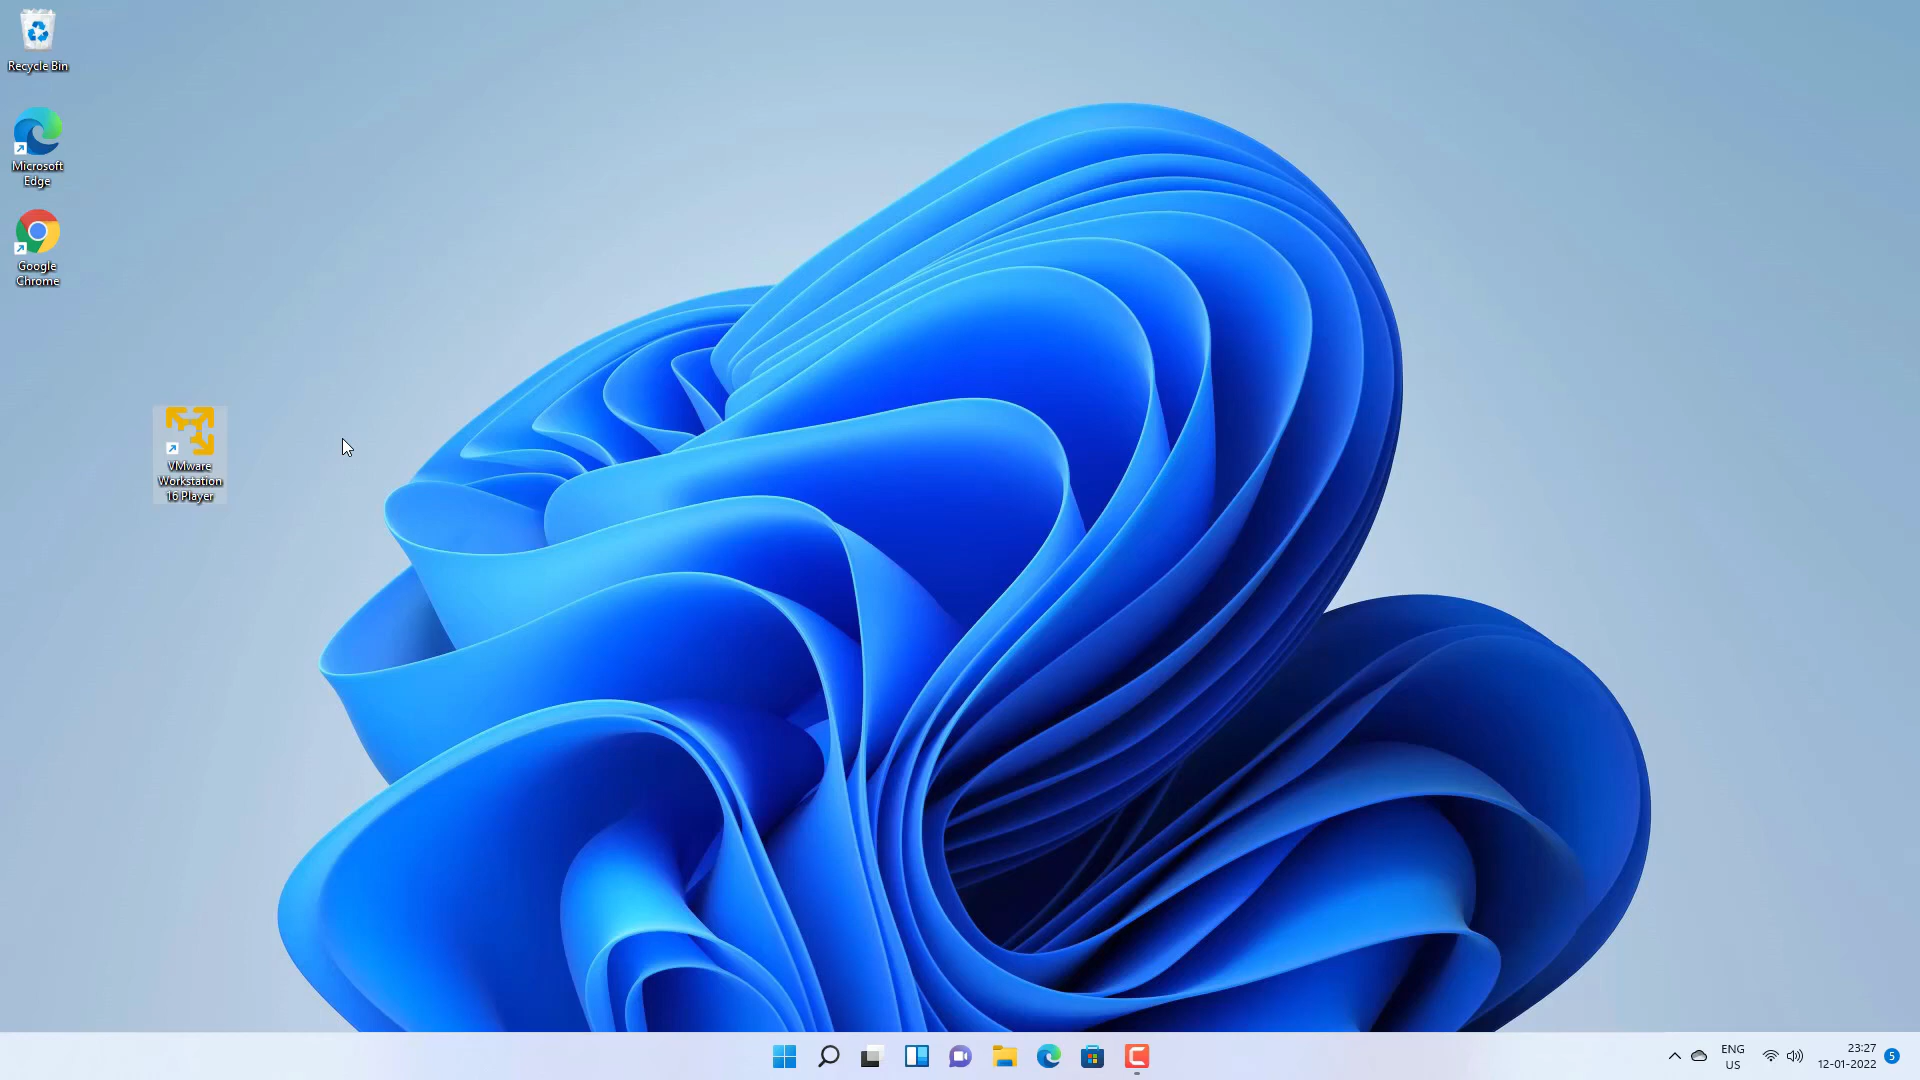 Recycle Bin
Microsoft
Edge
Google
Chrome
VMware
Workstation
16 Player
ENG
US
23:27
12-01-2022
5